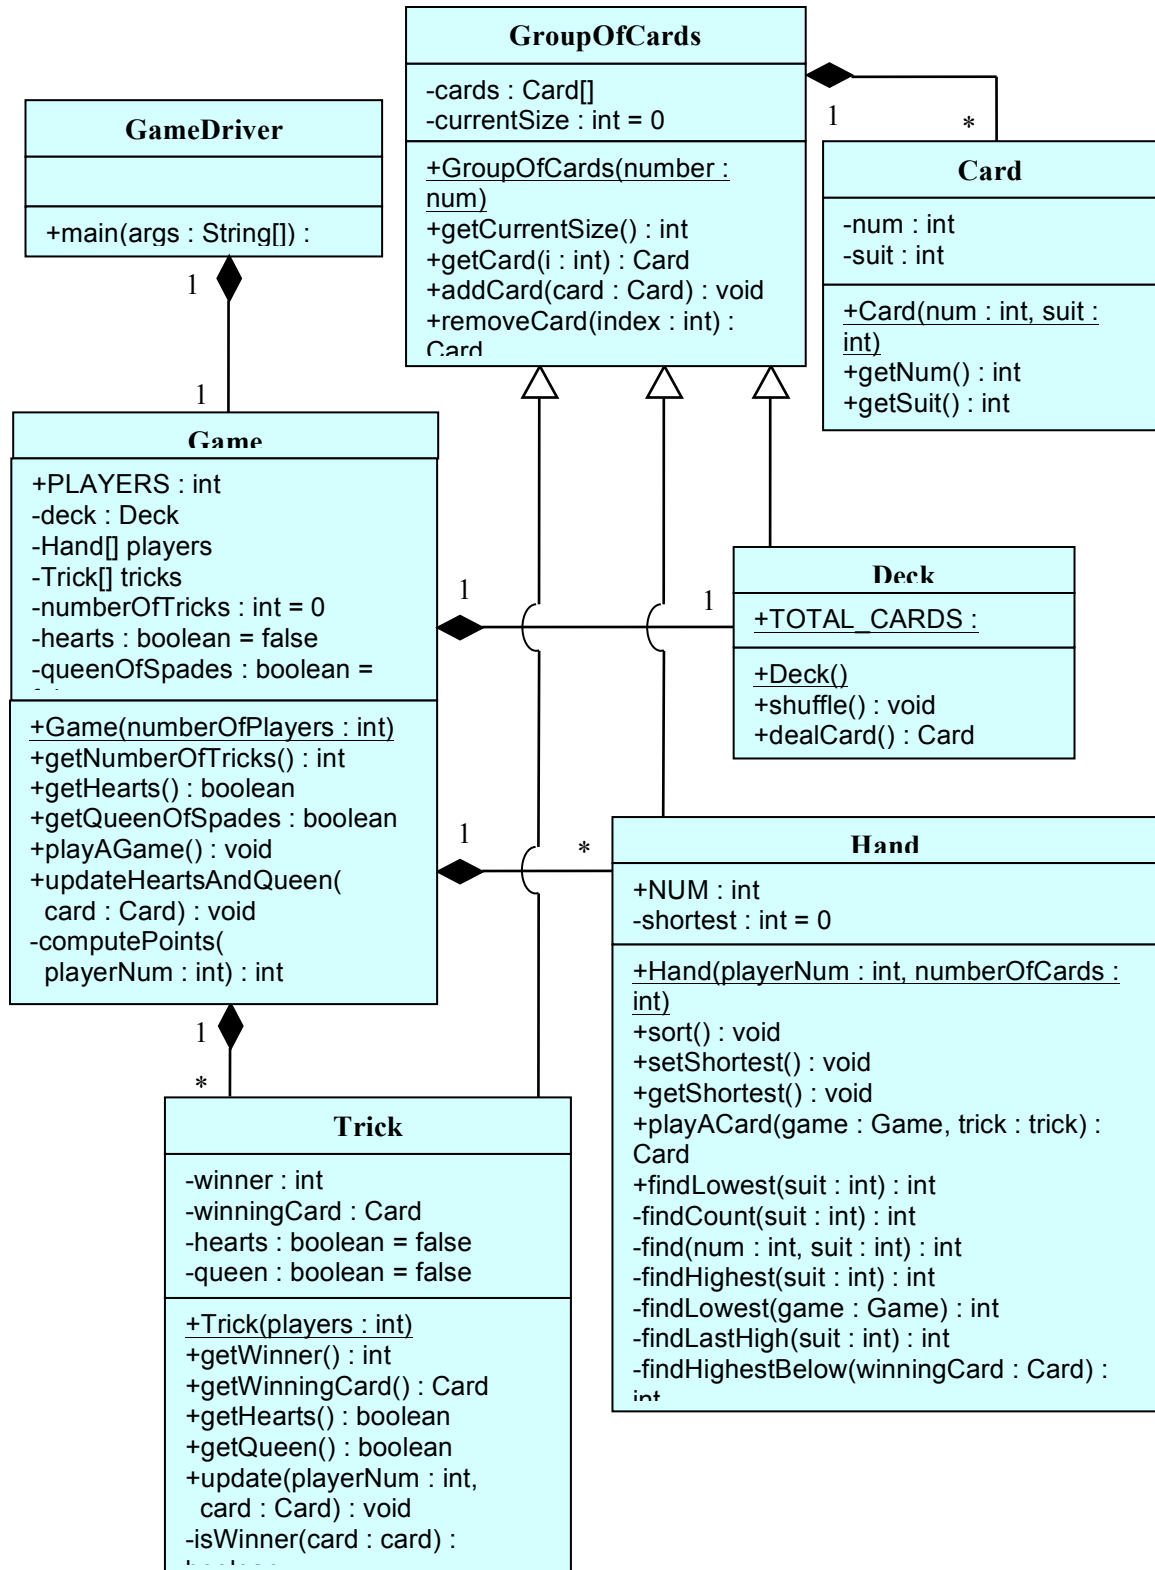 GroupOfCards
-cards : Card[]
-currentSize : int = 0
+GroupOfCards(number :
num)
+getCurrentSize() : int
+getCard(i : int) : Card
+addCard(card : Card) : void
+removeCard(index : int) :
Card
1
*
GameDriver
+main(args : String[]) :
1
1
Card
-num : int
-suit : int
+Card(num : int, suit :
int)
+getNum() : int
+getSuit() : int
Game
+PLAYERS : int
-deck : Deck
-Hand[] players
-Trick[] tricks
-numberOfTricks : int = 0
-hearts : boolean = false
-queenOfSpades : boolean =
+Game(numberOfPlayers : int)
+getNumberOfTricks() : int
+getHearts() : boolean
+getQueenOfSpades : boolean
+playAGame() : void
+updateHeartsAndQueen(
card : Card) : void
-computePoints(
playerNum : int) : int
1
1
Deck
+TOTAL_CARDS :
+Deck()
+shuffle() : void
+dealCard() : Card
1
*
Hand
+NUM : int
-shortest : int = 0
+Hand(playerNum : int, numberOfCards :
int)
+sort() : void
+setShortest() : void
+getShortest() : void
+playACard(game : Game, trick : trick) :
Card
+findLowest(suit : int) : int
-findCount(suit : int) : int
-find(num : int, suit : int) : int
-findHighest(suit : int) : int
-findLowest(game : Game) : int
-findLastHigh(suit : int) : int
-findHighestBelow(winningCard : Card) :
int
1
*
Trick
-winner : int
-winningCard : Card
-hearts : boolean = false
-queen : boolean = false
+Trick(players : int)
+getWinner() : int
+getWinningCard() : Card
+getHearts() : boolean
+getQueen() : boolean
+update(playerNum : int,
card : Card) : void
-isWinner(card : card) :
boolean